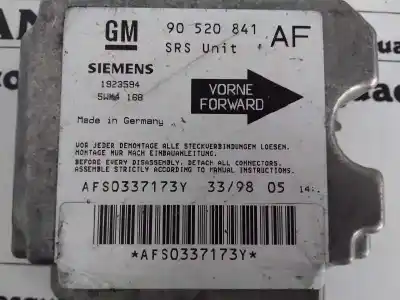 GM
90 520 841 AF
SRS Unit
SIEMENS
1923594
5WK4 168
VORNE
FORWARD
Made in Germany
VOR JEDER DEMONTAGE ALLE STECKVERBINDUNGEN LOESEN.
MONTAGE NUR NACH EINBAUANLEITUNG.
BEFORE EVERY DISASSEMBLY, DETACH ALL CONNECTORS.
ASSEMBLE STRICTLY ACCORDING TO MANUAL INSTRUCTIONS.
AFS0337173Y 33/98 05 14:
*AFS0337173Y*